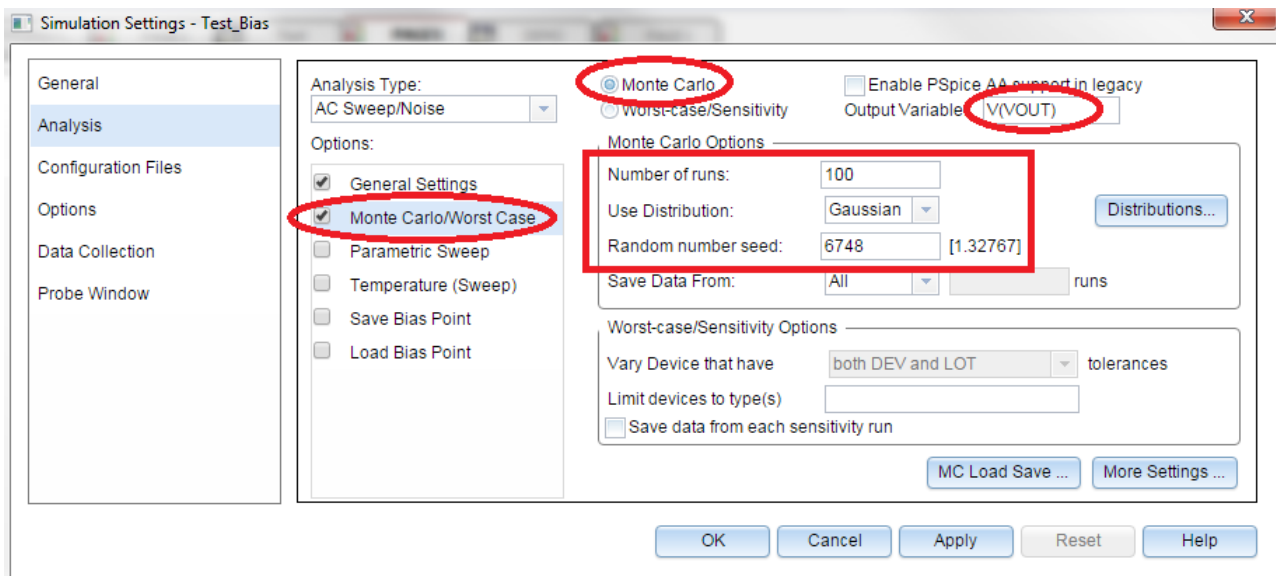 Simulation Settings - Test_Bias
General
Analysis
Configuration Files
Options
Data Collection
Probe Window
Analysis Type:
AC Sweep/Noise
Options:
General Settings
Monte Carlo/Worst Case
Parametric Sweep
Temperature (Sweep)
Save Bias Point
Load Bias Point
Monte Carlo
Enable PSpice AA support in legacy
Worst-case/Sensitivity
Output Variable: V(VOUT)
Monte Carlo Options
Number of runs: 100
Use Distribution: Gaussian
Distributions...
Random number seed: 6748 [1.32767]
Save Data From: All runs
Worst-case/Sensitivity Options
Vary Device that have both DEV and LOT tolerances
Limit devices to type(s)
Save data from each sensitivity run
MC Load Save ... More Settings ...
OK Cancel Apply Reset Help